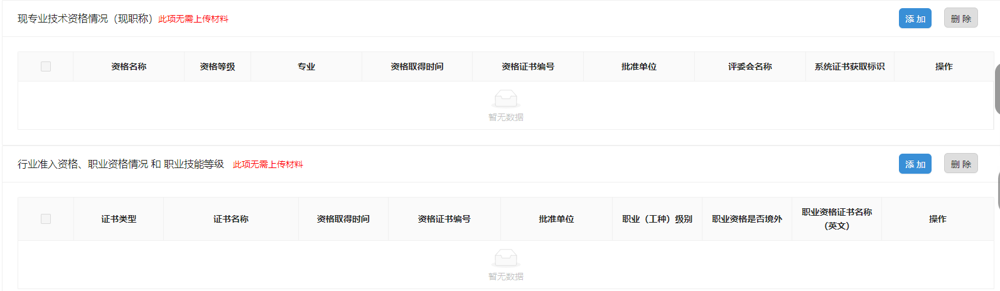 现专业技术资格情况（现职称）此项无需上传材料 添 加 删 除
资格名称 资格等级 专业 资格取得时间 资格证书编号 批准单位 评委会名称 系统证书获取标识 操作
暂无数据
行业准入资格、职业资格情况 和 职业技能等级 此项无需上传材料 添 加 删 除
证书类型 证书名称 资格取得时间 资格证书编号 批准单位 职业（工种）级别 职业资格是否境外 职业资格证书名称（英文） 操作
暂无数据